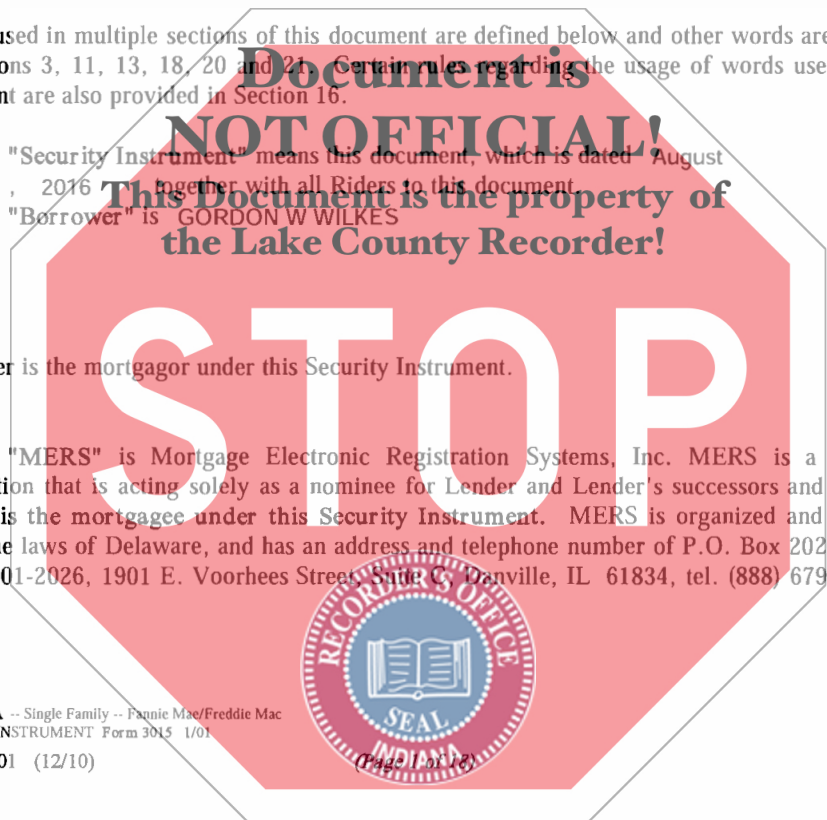 used in multiple sections of this document are defined below and other words are
ons 3, 11, 13, 18, 20 and 21. Certain rules regarding the usage of words use
nt are also provided in Section 16.
Document is
NOT OFFICIAL!
This Document is the property of
the Lake County Recorder!
"Security Instrument" means this document, which is dated August
, 2016 together with all Riders to this document.
"Borrower" is GORDON W WILKES
STOP
er is the mortgagor under this Security Instrument.
"MERS" is Mortgage Electronic Registration Systems, Inc. MERS is a
tion that is acting solely as a nominee for Lender and Lender's successors and
is the mortgagee under this Security Instrument. MERS is organized and
e laws of Delaware, and has an address and telephone number of P.O. Box 202
01-2026, 1901 E. Voorhees Street, Suite C, Danville, IL 61834, tel. (888) 679
RECORDER'S OFFICE
SEAL
INDIANA
A -- Single Family -- Fannie Mae/Freddie Mac
NSTRUMENT Form 3015 1/01
01 (12/10)
(Page 1 of 18)